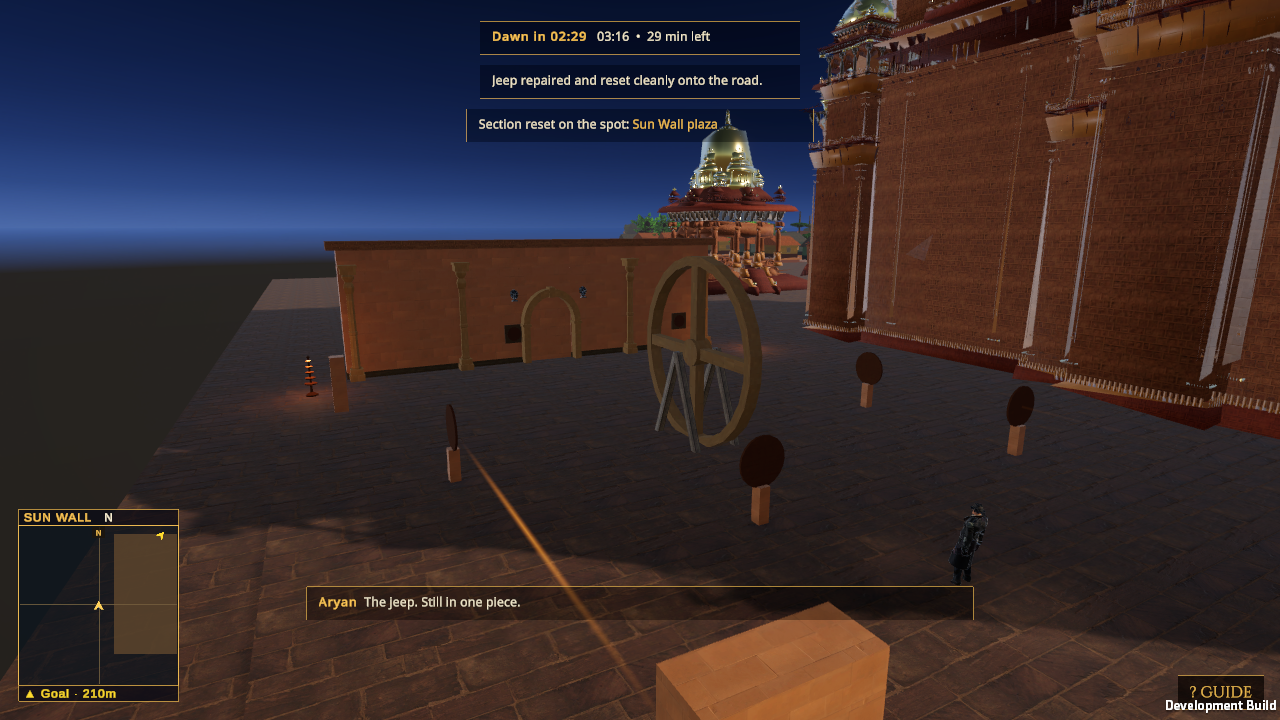 Dawn in 02:29 03:16 • 29 min left
Jeep repaired and reset cleanly onto the road.
Section reset on the spot: Sun Wall plaza
SUN WALL N
N
▲ Goal · 210m
Aryan The jeep. Still in one piece.
? GUIDE
Development Build